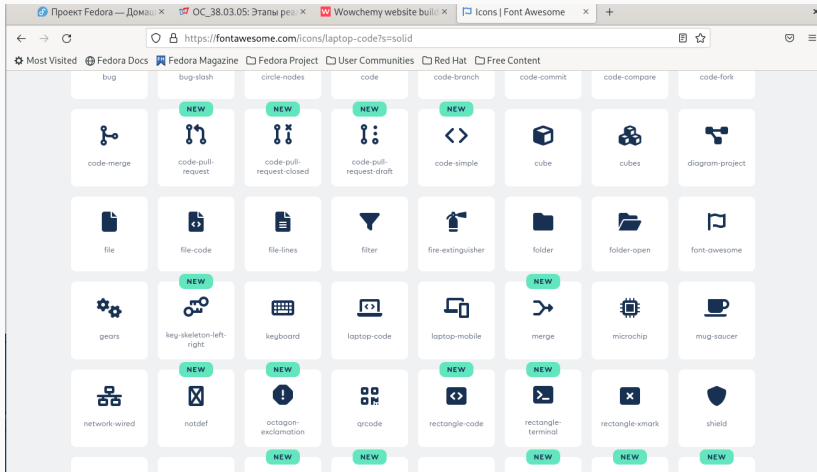 Проект Fedora — Домаш
ОС_38.03.05: Этапы реа
Wowchemy website build
Icons | Font Awesome
https://fontawesome.com/icons/laptop-code?s=solid
Most Visited Fedora Docs Fedora Magazine Fedora Project User Communities Red Hat Free Content
bug bug-slash circle-nodes code code-branch code-commit code-compare code-fork
NEW NEW NEW NEW
code-merge
code-pull-
request
code-pull-
request-closed
code-pull-
request-draft
code-simple
cube
cubes
diagram-project
file file-code file-lines filter fire-extinguisher folder folder-open font-awesome
NEW NEW
gears
key-skeleton-left-
right
keyboard
laptop-code
laptop-mobile
merge
microchip
mug-saucer
NEW NEW NEW NEW
network-wired
notdef
octagon-
exclamation
qrcode
rectangle-code
rectangle-
terminal
rectangle-xmark
shield
NEW NEW NEW NEW NEW